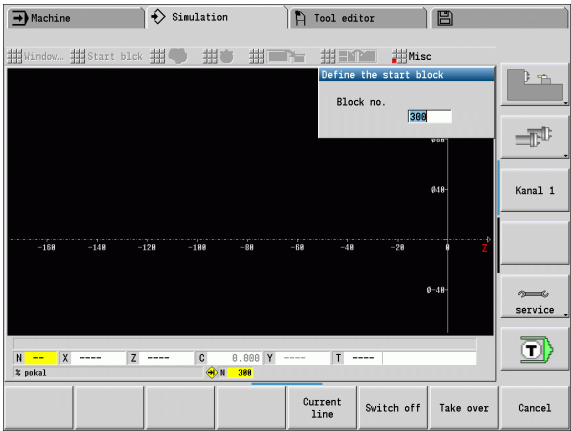 Machine
Simulation
Tool editor
Window…
Start blck
Misc
Define the start block
Block no.
300
Ø80
Ø40
-160 -140 -120 -100 -80 -60 -40 -20 0 Z
Ø-40
N -- X ---- Z ---- C 0.000 Y ---- T ----
% pokal N 300
Kanal 1
service
T
Current line
Switch off
Take over
Cancel